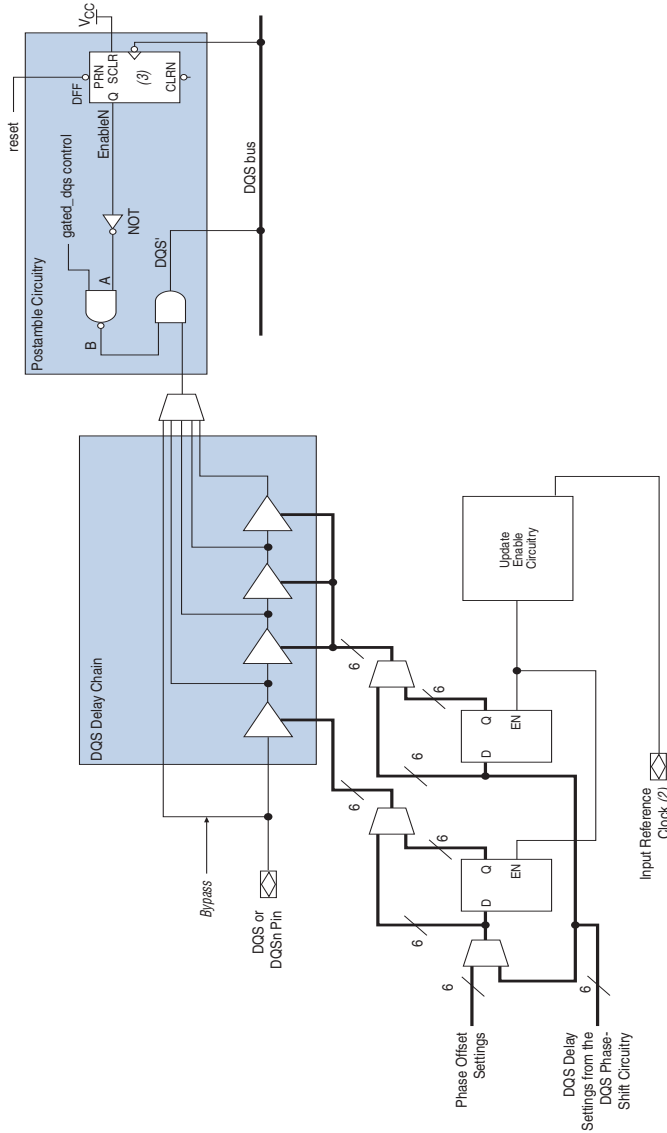 VCC
reset
DFF
PRN
SCLR
Q
(3)
CLRN
EnableN
gated_dqs control
NOT
A
B
DQS'
DQS bus
Postamble Circuitry
DQS Delay Chain
Bypass
DQS or
DQSn Pin
6
6
6
6
6
6
Update
Enable
Circuitry
D
Q
EN
D
Q
EN
6
Phase Offset
Settings
6
DQS Delay
Settings from the
DQS Phase-
Shift Circuitry
Input Reference
Clock (2)